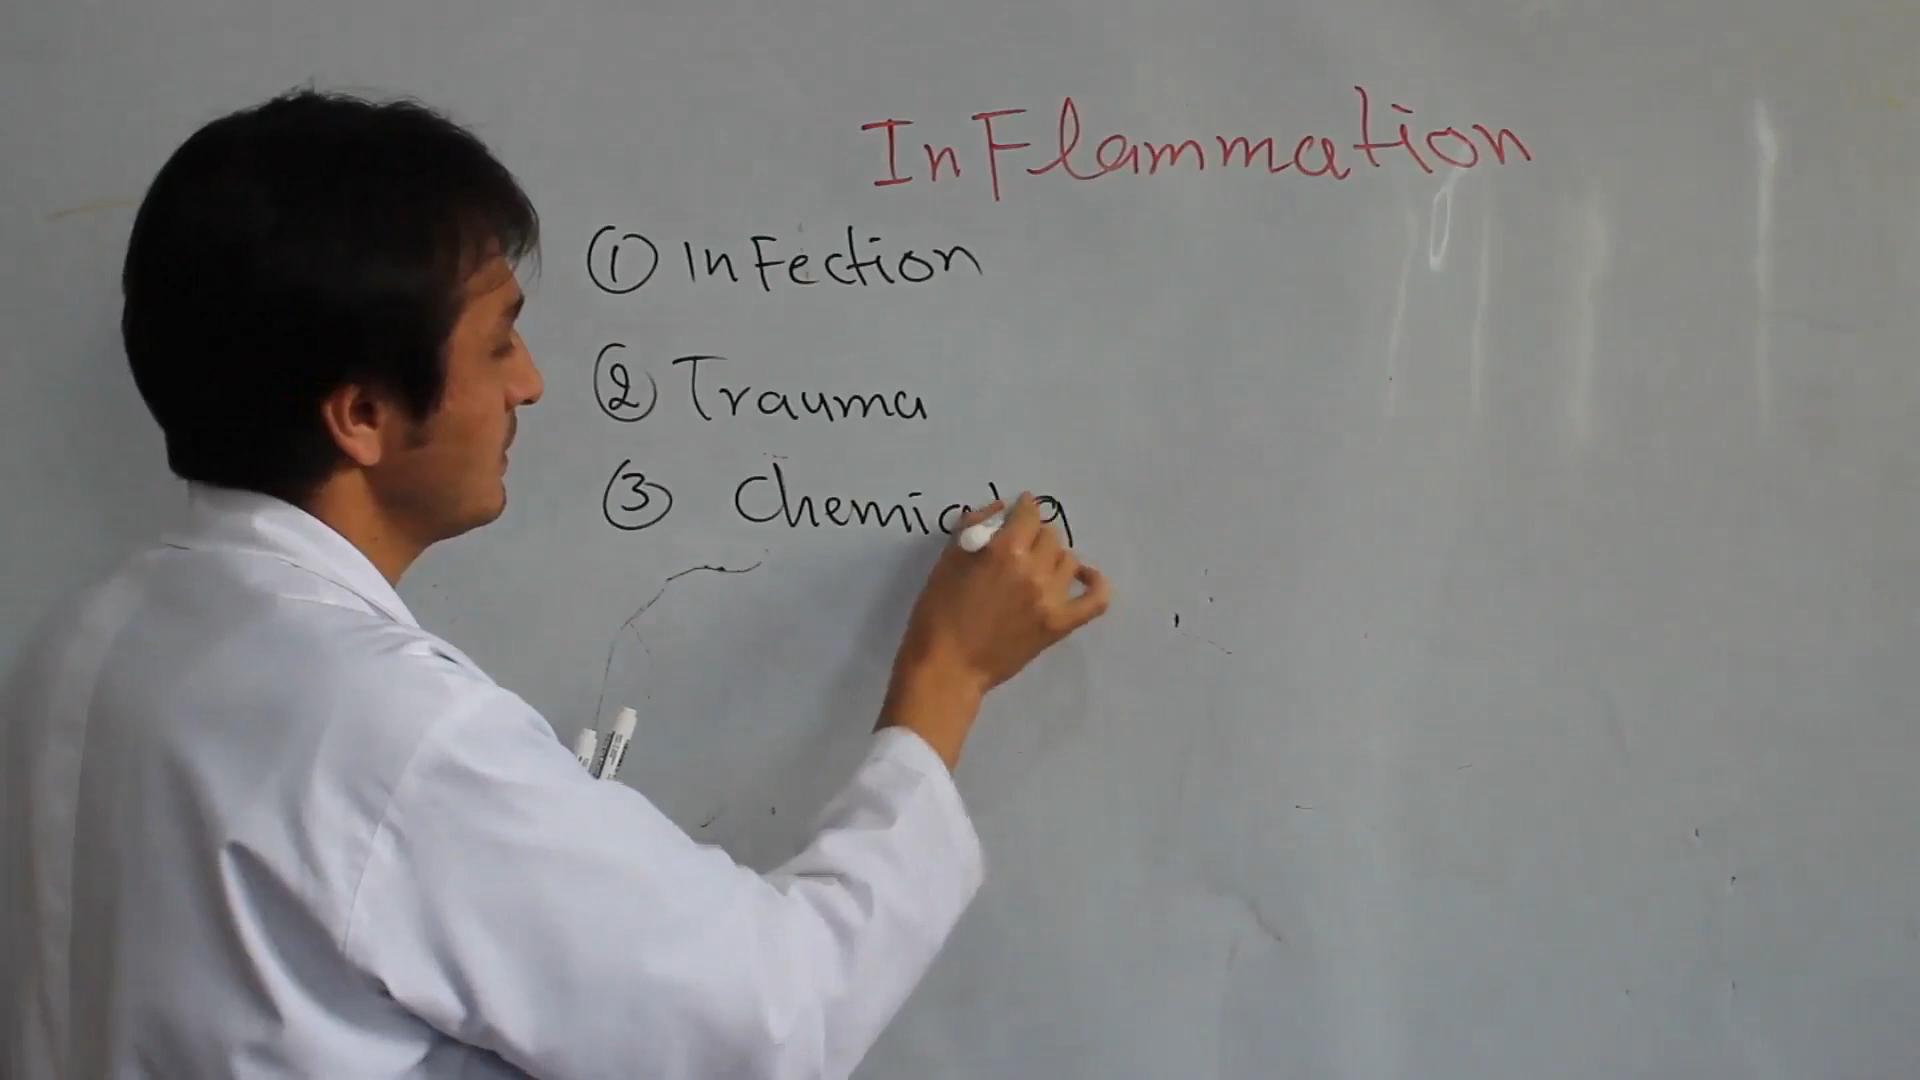 InFlammation
① InFection
② Trauma
③